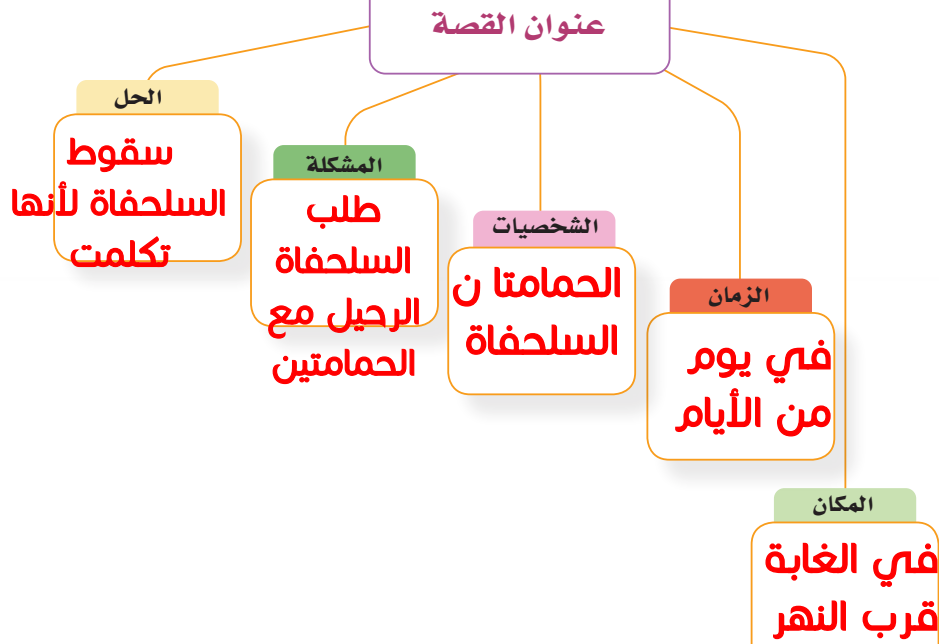 عنوان القصة
الحل
سقوط
السلحفاة لأنها
تكلمت
المشكلة
طلب
السلحفاة
الرحيل مع
الحمامتين
الشخصيات
الحمامتا ن
السلحفاة
الزمان
في يوم
من الأيام
المكان
في الغابة
قرب النهر